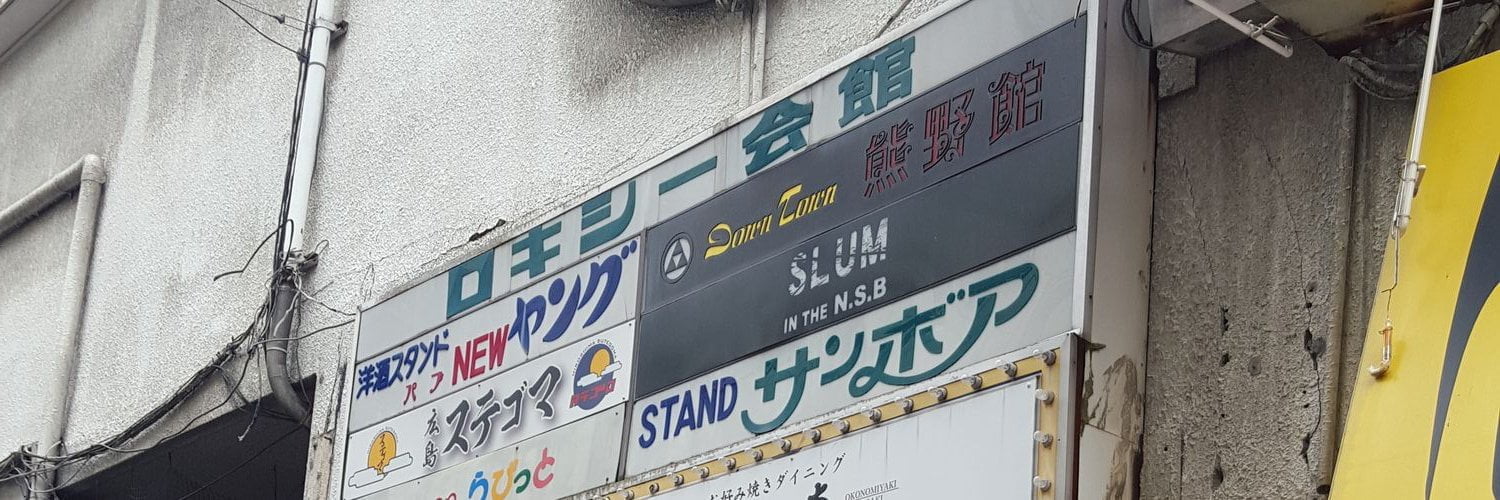 ロキシー会館
洋酒スタンド
パブ NEWヤング
広島 ステゴマ
うぴっと
Down Town 熊野館
SLUM
IN THE N.S.B
STAND サンボア
お好み焼きダイニング
OKONOMIYAKI